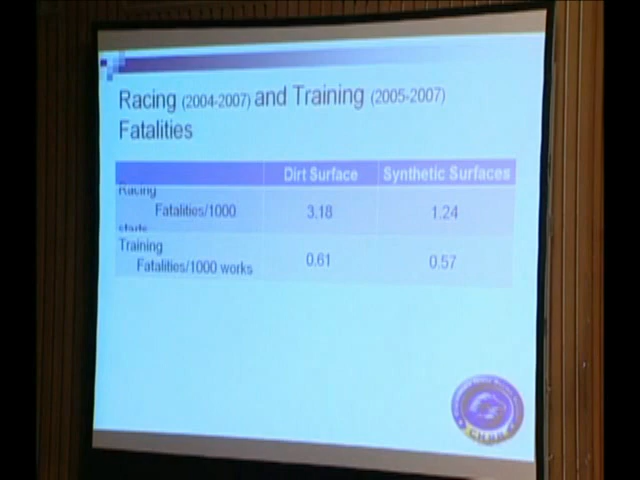 Racing (2004-2007) and Training (2005-2007)
Fatalities
Dirt Surface Synthetic Surfaces
Racing
Fatalities/1000 3.18 1.24
starts
Training
Fatalities/1000 works 0.61 0.57
C.H.R.B.